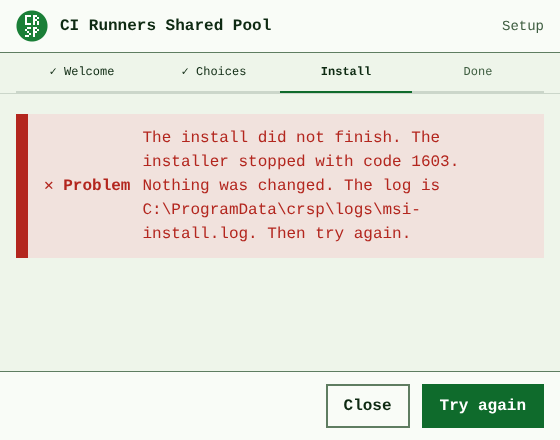 CR
SP
CI Runners Shared Pool
Setup
✓ Welcome
✓ Choices
Install
Done
× Problem
The install did not finish. The
installer stopped with code 1603.
Nothing was changed. The log is
C:\ProgramData\crsp\logs\msi-
install.log. Then try again.
Close
Try again